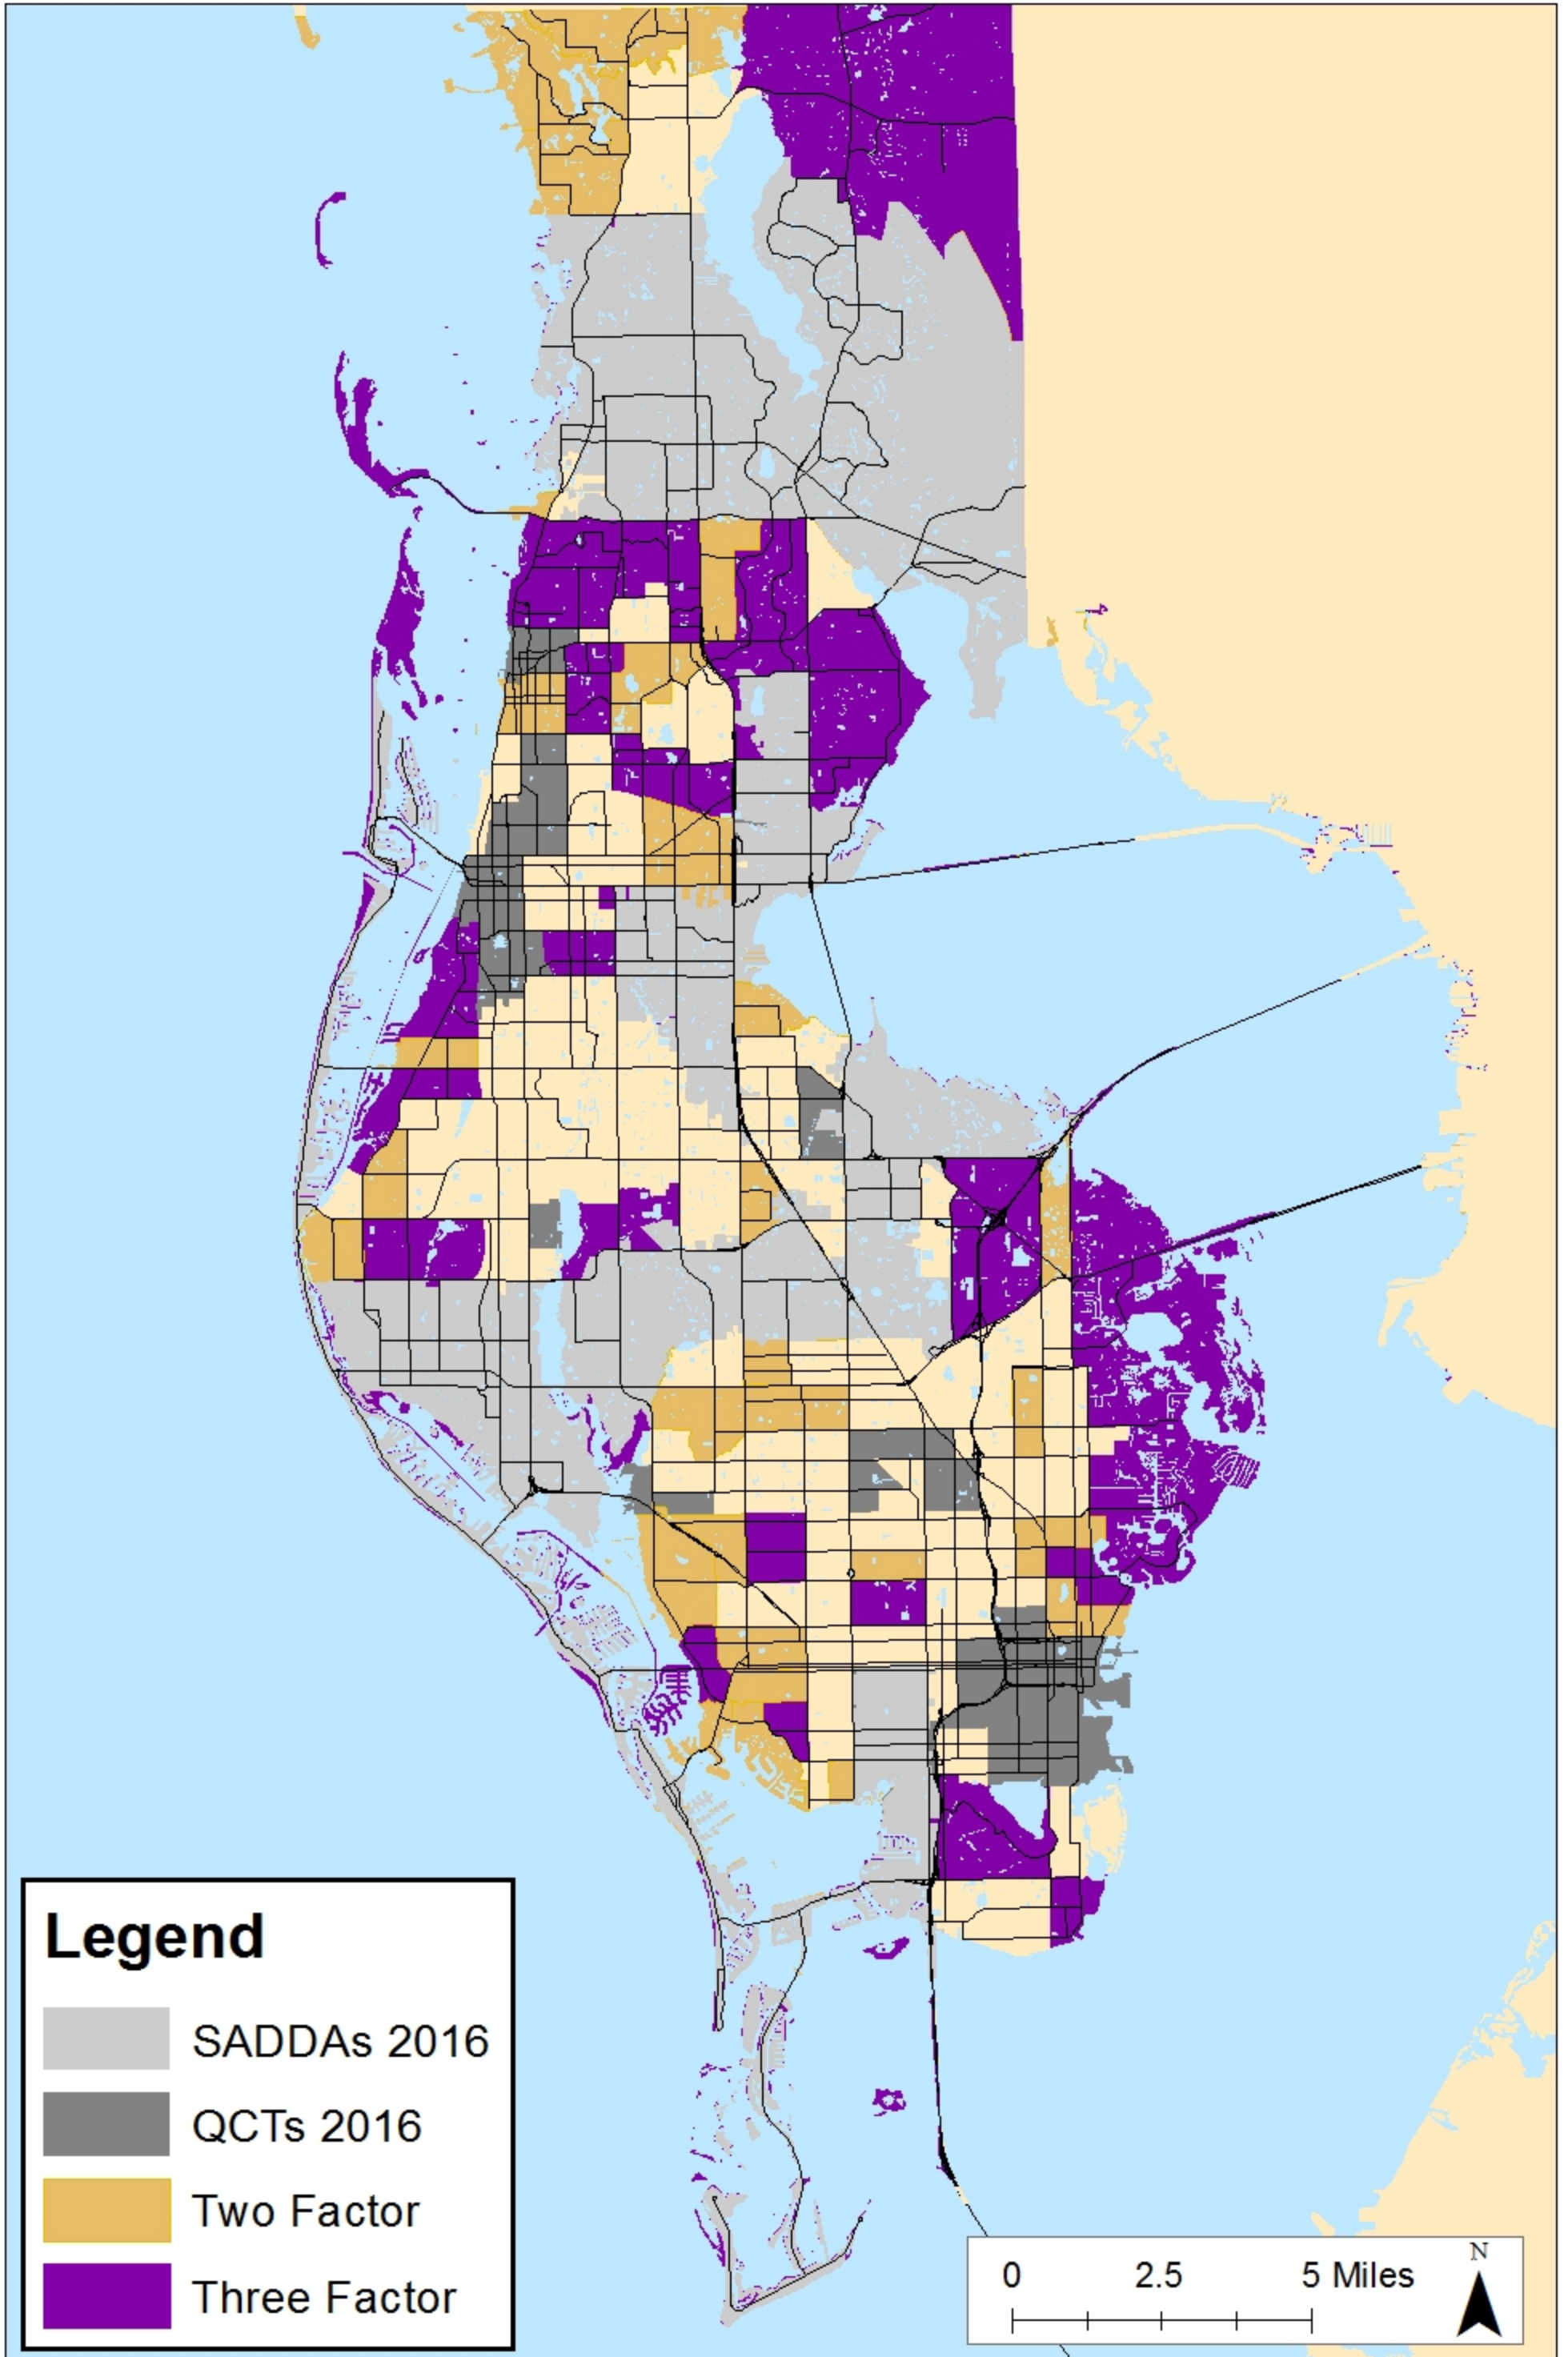 Legend
SADDAs 2016
QCTs 2016
Two Factor
Three Factor
0 2.5 5 Miles
N